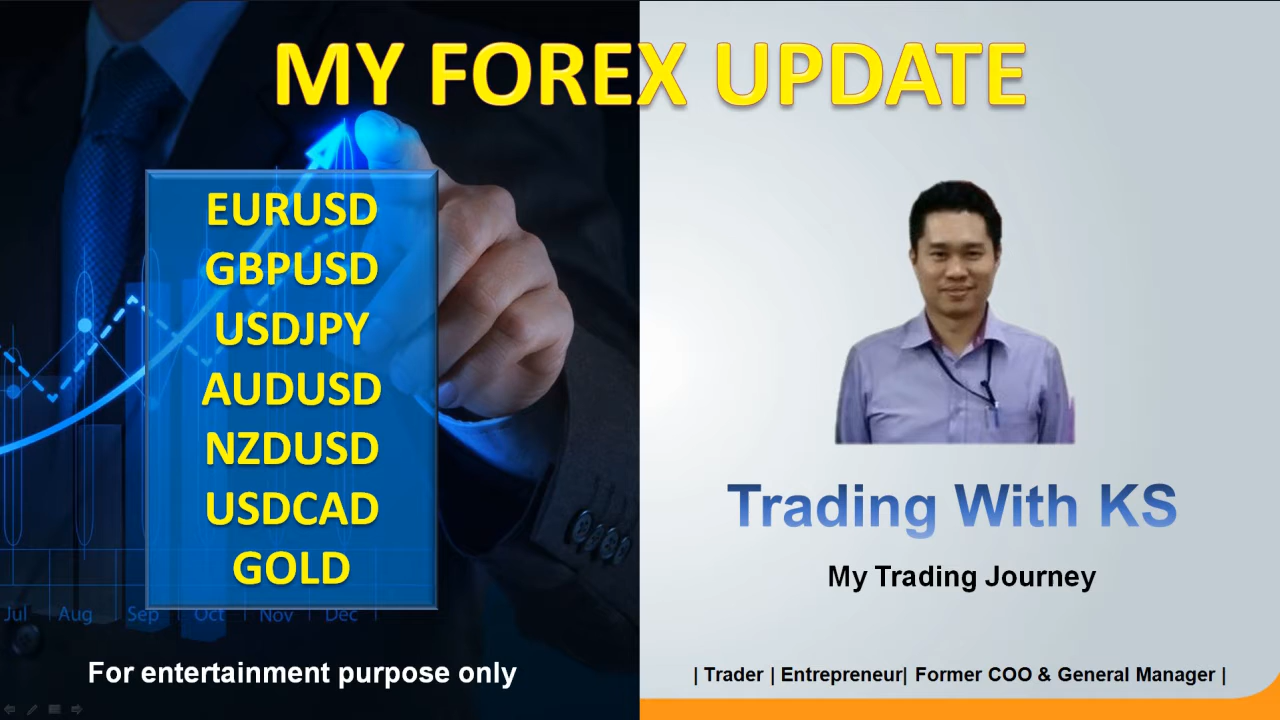 MY FOREX UPDATE
EURUSD
GBPUSD
USDJPY
AUDUSD
NZDUSD
USDCAD
GOLD
Jul Aug Sep Oct Nov Dec
For entertainment purpose only
Trading With KS
My Trading Journey
| Trader | Entrepreneur| Former COO & General Manager |